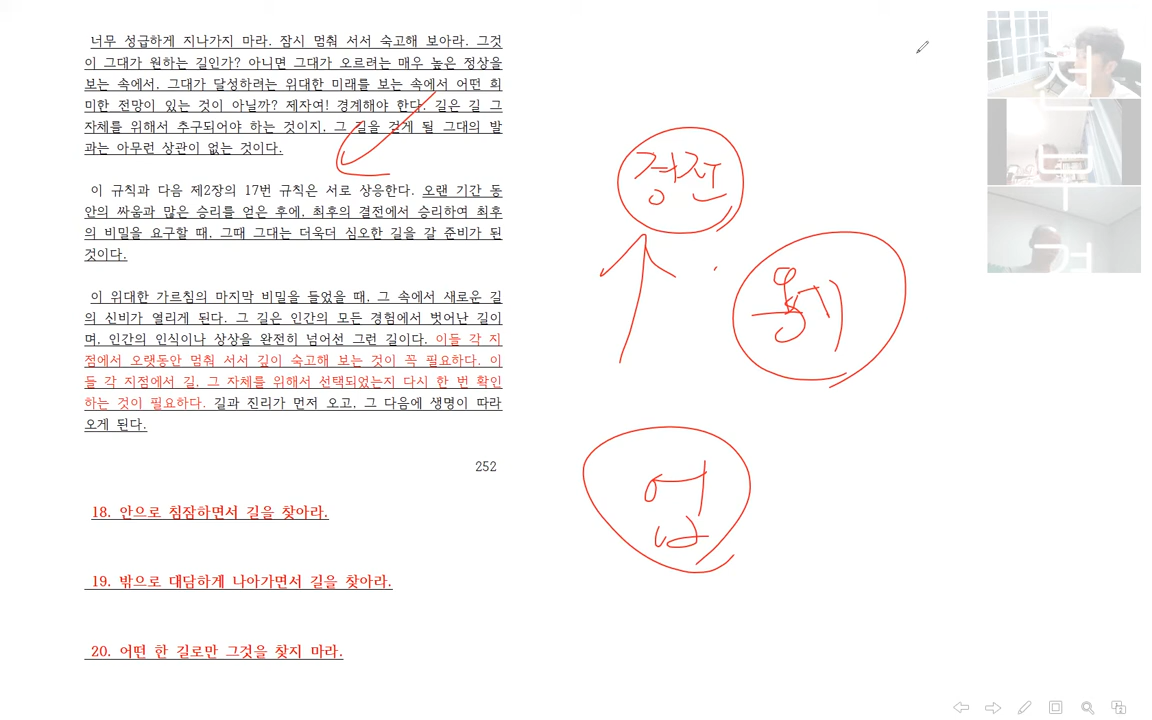 너무 성급하게 지나가지 마라. 잠시 멈춰 서서 숙고해 보아라. 그것
이 그대가 원하는 길인가? 아니면 그대가 오르려는 매우 높은 정상을
보는 속에서, 그대가 달성하려는 위대한 미래를 보는 속에서 어떤 희
미한 전망이 있는 것이 아닐까? 제자여! 경계해야 한다. 길은 길 그
자체를 위해서 추구되어야 하는 것이지, 그 길을 걷게 될 그대의 발
과는 아무런 상관이 없는 것이다.
이 규칙과 다음 제2장의 17번 규칙은 서로 상응한다. 오랜 기간 동
안의 싸움과 많은 승리를 얻은 후에, 최후의 결전에서 승리하여 최후
의 비밀을 요구할 때, 그때 그대는 더욱더 심오한 길을 갈 준비가 된
것이다.
이 위대한 가르침의 마지막 비밀을 들었을 때, 그 속에서 새로운 길
의 신비가 열리게 된다. 그 길은 인간의 모든 경험에서 벗어난 길이
며, 인간의 인식이나 상상을 완전히 넘어선 그런 길이다. 이들 각 지
점에서 오랫동안 멈춰 서서 깊이 숙고해 보는 것이 꼭 필요하다. 이
들 각 지점에서 길, 그 자체를 위해서 선택되었는지 다시 한 번 확인
하는 것이 필요하다. 길과 진리가 먼저 오고, 그 다음에 생명이 따라
오게 된다.
252
18. 안으로 침잠하면서 길을 찾아라.
19. 밖으로 대담하게 나아가면서 길을 찾아라.
20. 어떤 한 길로만 그것을 찾지 마라.
경전
업